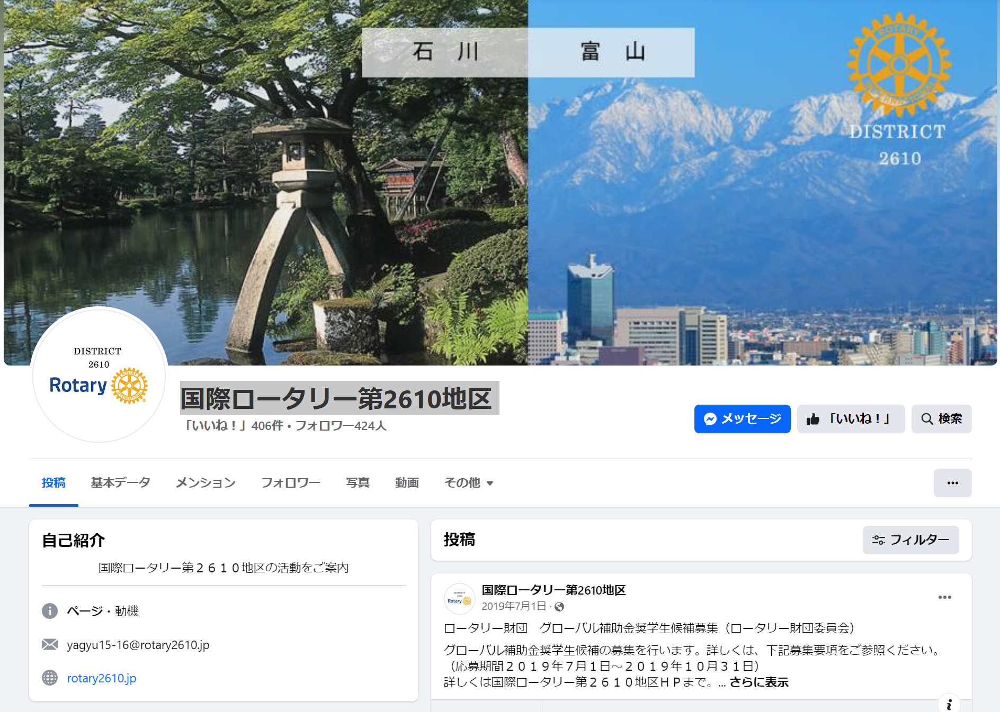 石川 富山
ROTARY
INTERNATIONAL
DISTRICT
2610
DISTRICT
2610
Rotary
ROTARY
INTERNATIONAL
国際ロータリー第2610地区
「いいね！」406件 • フォロワー424人
メッセージ
「いいね！」
検索
投稿
基本データ
メンション
フォロワー
写真
動画
その他
自己紹介
国際ロータリー第２６１０地区の活動をご案内
ページ・動機
yagyu15-16@rotary2610.jp
rotary2610.jp
投稿
フィルター
DISTRICT
2610
Rotary
国際ロータリー第2610地区
2019年7月1日 ·
ロータリー財団　グローバル補助金奨学生候補募集（ロータリー財団委員会）
グローバル補助金奨学生候補の募集を行います。詳しくは、下記募集要項をご参照ください。
（応募期間２０１９年７月１日～２０１９年１０月３１日）
詳しくは国際ロータリー第２６１０地区ＨＰまで。... さらに表示